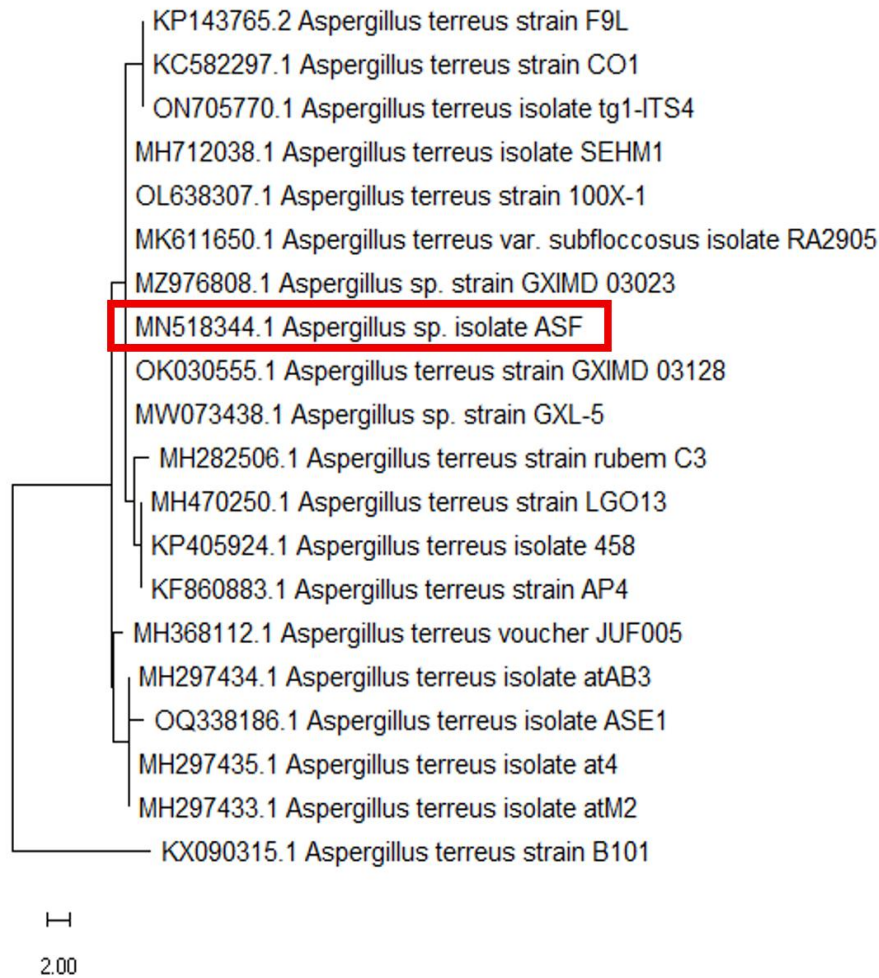 KP143765.2 Aspergillus terreus strain F9L
KC582297.1 Aspergillus terreus strain CO1
ON705770.1 Aspergillus terreus isolate tg1-ITS4
MH712038.1 Aspergillus terreus isolate SEHM1
OL638307.1 Aspergillus terreus strain 100X-1
MK611650.1 Aspergillus terreus var. subfloccosus isolate RA2905
MZ976808.1 Aspergillus sp. strain GXIMD 03023
MN518344.1 Aspergillus sp. isolate ASF
OK030555.1 Aspergillus terreus strain GXIMD 03128
MW073438.1 Aspergillus sp. strain GXL-5
MH282506.1 Aspergillus terreus strain rubem C3
MH470250.1 Aspergillus terreus strain LGO13
KP405924.1 Aspergillus terreus isolate 458
KF860883.1 Aspergillus terreus strain AP4
MH368112.1 Aspergillus terreus voucher JUF005
MH297434.1 Aspergillus terreus isolate atAB3
OQ338186.1 Aspergillus terreus isolate ASE1
MH297435.1 Aspergillus terreus isolate at4
MH297433.1 Aspergillus terreus isolate atM2
KX090315.1 Aspergillus terreus strain B101
2.00